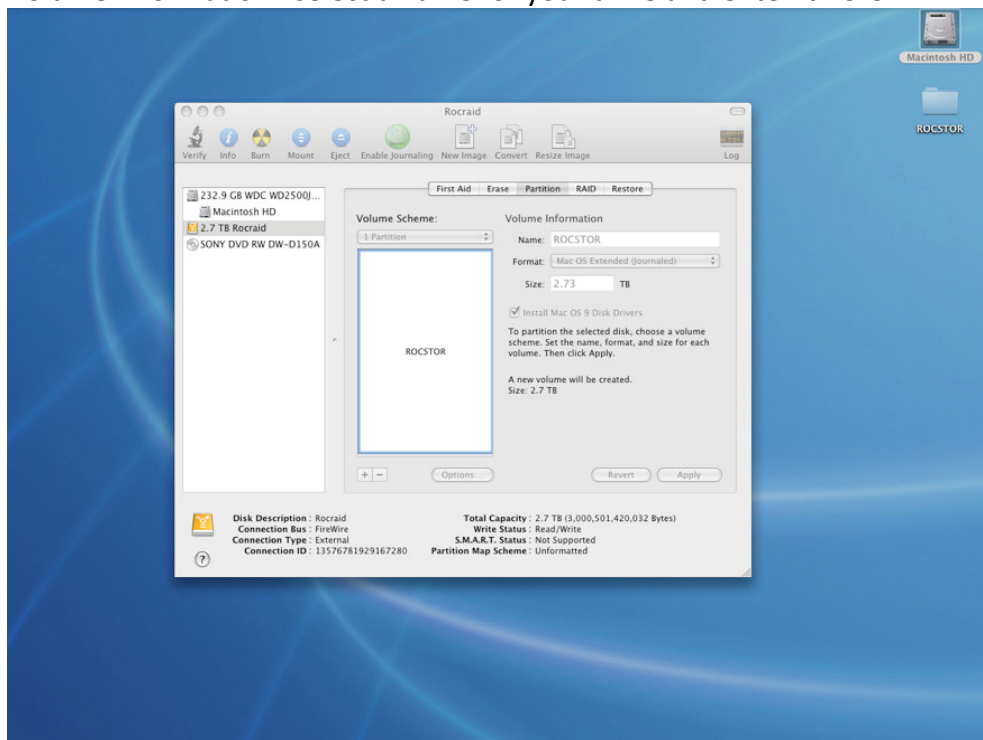 Macintosh HD
ROCSTOR
Rocraid
Verify Info Burn Mount Eject Enable Journaling New Image Convert Resize Image Log
First Aid Erase Partition RAID Restore
232.9 GB WDC WD2500J...
Macintosh HD
2.7 TB Rocraid
SONY DVD RW DW-D150A
Volume Scheme:
1 Partition
ROCSTOR
+ −
Options...
Volume Information
Name: ROCSTOR
Format: Mac OS Extended (Journaled)
Size: 2.73 TB
Install Mac OS 9 Disk Drivers
To partition the selected disk, choose a volume
scheme. Set the name, format, and size for each
volume. Then click Apply.
A new volume will be created.
Size: 2.7 TB
Revert Apply
Disk Description : Rocraid
Connection Bus : FireWire
Connection Type : External
Connection ID : 13576781929167280
Total Capacity : 2.7 TB (3,000,501,420,032 Bytes)
Write Status : Read/Write
S.M.A.R.T. Status : Not Supported
Partition Map Scheme : Unformatted
?